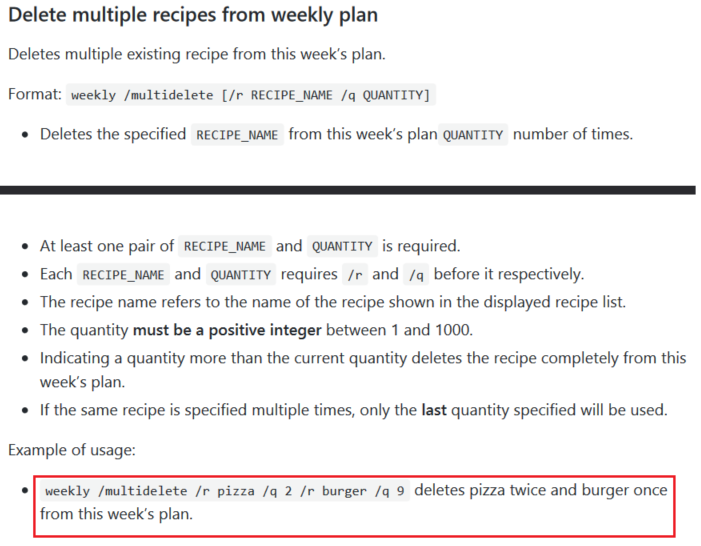 Delete multiple recipes from weekly plan
Deletes multiple existing recipe from this week's plan.
Format: weekly /multidelete [/r RECIPE_NAME /q QUANTITY]
• Deletes the specified RECIPE_NAME from this week's plan QUANTITY number of times.
• At least one pair of RECIPE_NAME and QUANTITY is required.
• Each RECIPE_NAME and QUANTITY requires /r and /q before it respectively.
• The recipe name refers to the name of the recipe shown in the displayed recipe list.
• The quantity must be a positive integer between 1 and 1000.
• Indicating a quantity more than the current quantity deletes the recipe completely from this
week's plan.
• If the same recipe is specified multiple times, only the last quantity specified will be used.
Example of usage:
• weekly /multidelete /r pizza /q 2 /r burger /q 9 deletes pizza twice and burger once
from this week's plan.